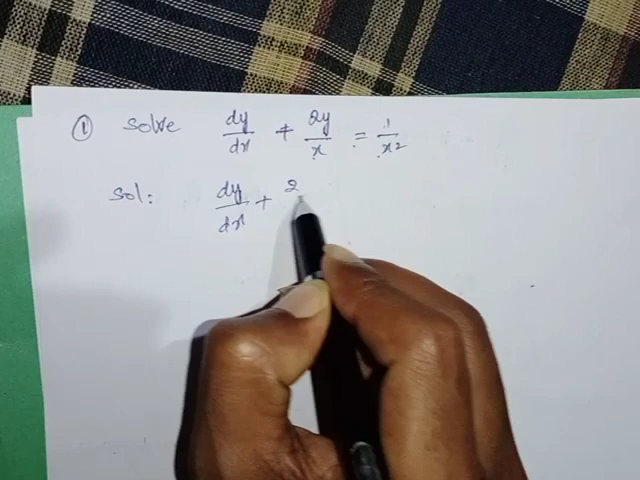 ① Solve dy/dx + 2y/x = 1/x²
Sol: dy/dx + 2